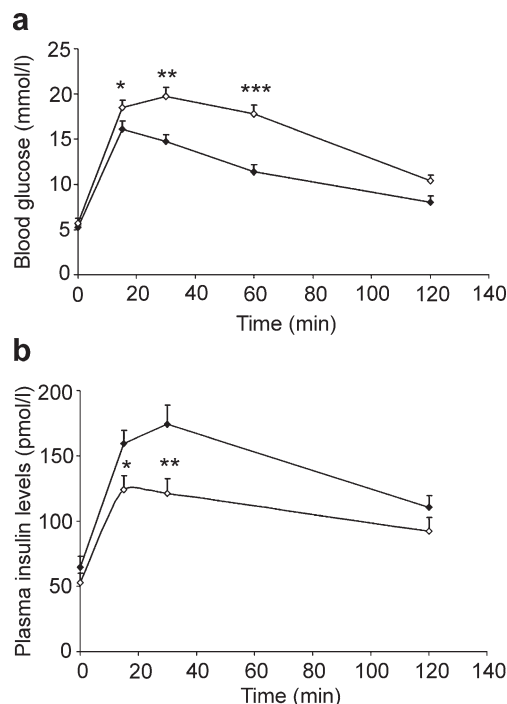 a
Blood glucose (mmol/l)
25
20
15
10
5
0
*
**
***
0 20 40 60 80 100 120 140
Time (min)
b
Plasma insulin levels (pmol/l)
200
150
100
50
0
*
**
0 20 40 60 80 100 120 140
Time (min)